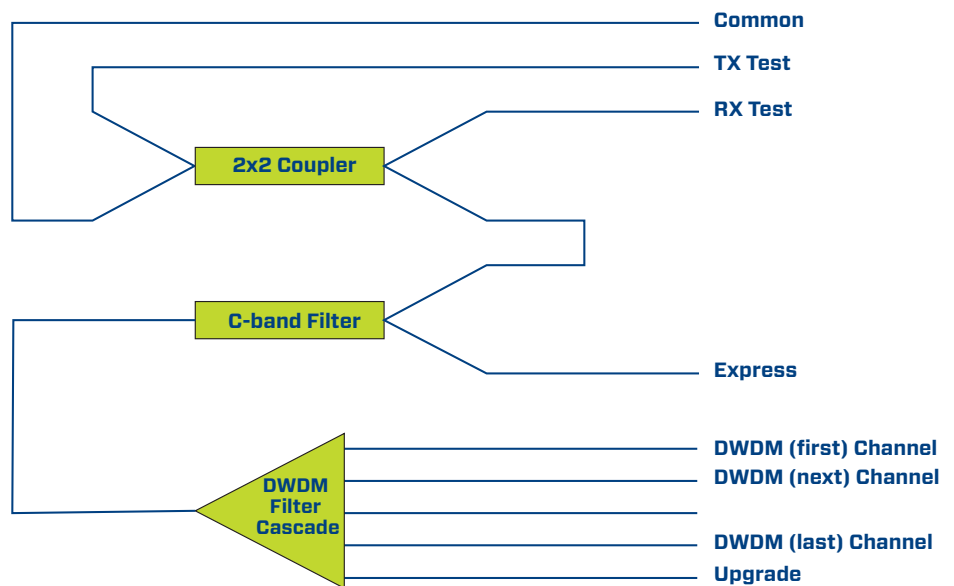 Common
TX Test
RX Test
2x2 Coupler
C-band Filter
Express
DWDM (first) Channel
DWDM (next) Channel
DWDM
Filter
Cascade
DWDM (last) Channel
Upgrade